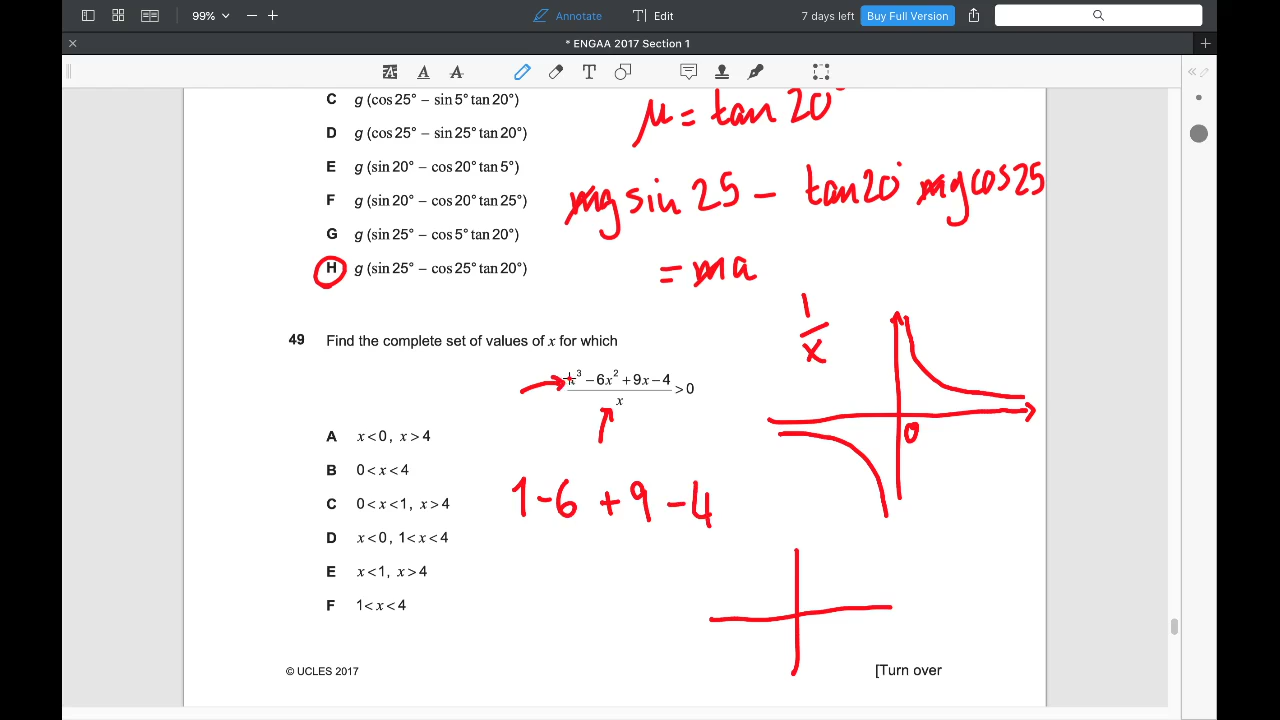 99%
Annotate
Edit
7 days left
Buy Full Version
* ENGAA 2017 Section 1
C g (cos 25° − sin 5° tan 20°)
D g (cos 25° − sin 25° tan 20°)
E g (sin 20° − cos 20° tan 5°)
F g (sin 20° − cos 20° tan 25°)
G g (sin 25° − cos 5° tan 20°)
H g (sin 25° − cos 25° tan 20°)
μ = tan 20°
mg sin 25 − tan 20° mg cos 25
= ma
1
x
0
49 Find the complete set of values of x for which
x³ − 6x² + 9x − 4
x
> 0
A x < 0, x > 4
B 0 < x < 4
C 0 < x < 1, x > 4
D x < 0, 1 < x < 4
E x < 1, x > 4
F 1 < x < 4
1 − 6 + 9 − 4
© UCLES 2017
[Turn over